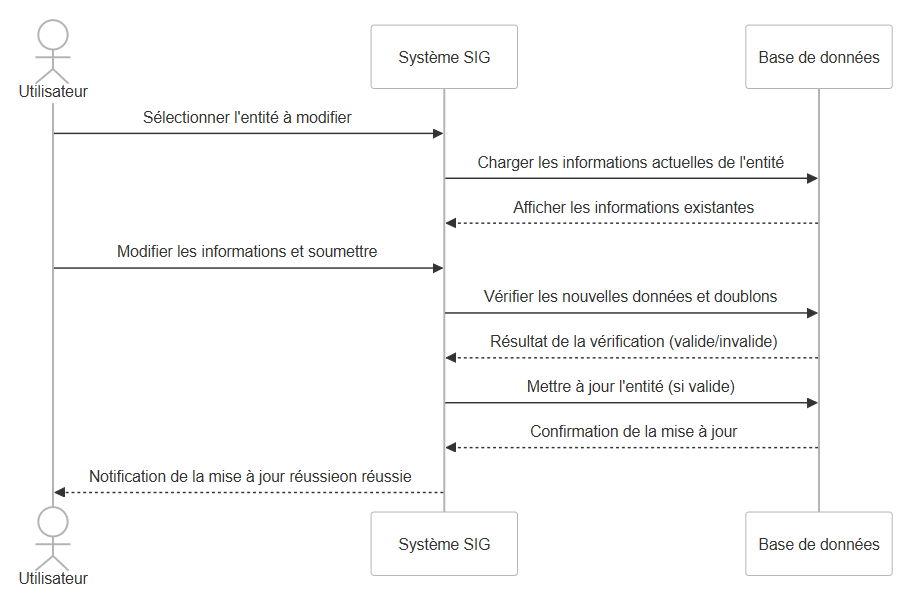 Utilisateur
Système SIG
Base de données
Sélectionner l'entité à modifier
Charger les informations actuelles de l'entité
Afficher les informations existantes
Modifier les informations et soumettre
Vérifier les nouvelles données et doublons
Résultat de la vérification (valide/invalide)
Mettre à jour l'entité (si valide)
Confirmation de la mise à jour
Notification de la mise à jour réussieon réussie
Utilisateur
Système SIG
Base de données